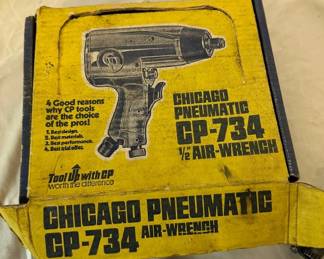 4 Good reasons
why CP tools
are the choice
of the pros!
1. Best design.
2. Best materials.
3. Best performance.
4. Best trial offer.
CHICAGO
PNEUMATIC
CP-734
1/2 AIR-WRENCH
Tool Up with CP
worth the difference
CHICAGO PNEUMATIC
CP-734 AIR-WRENCH